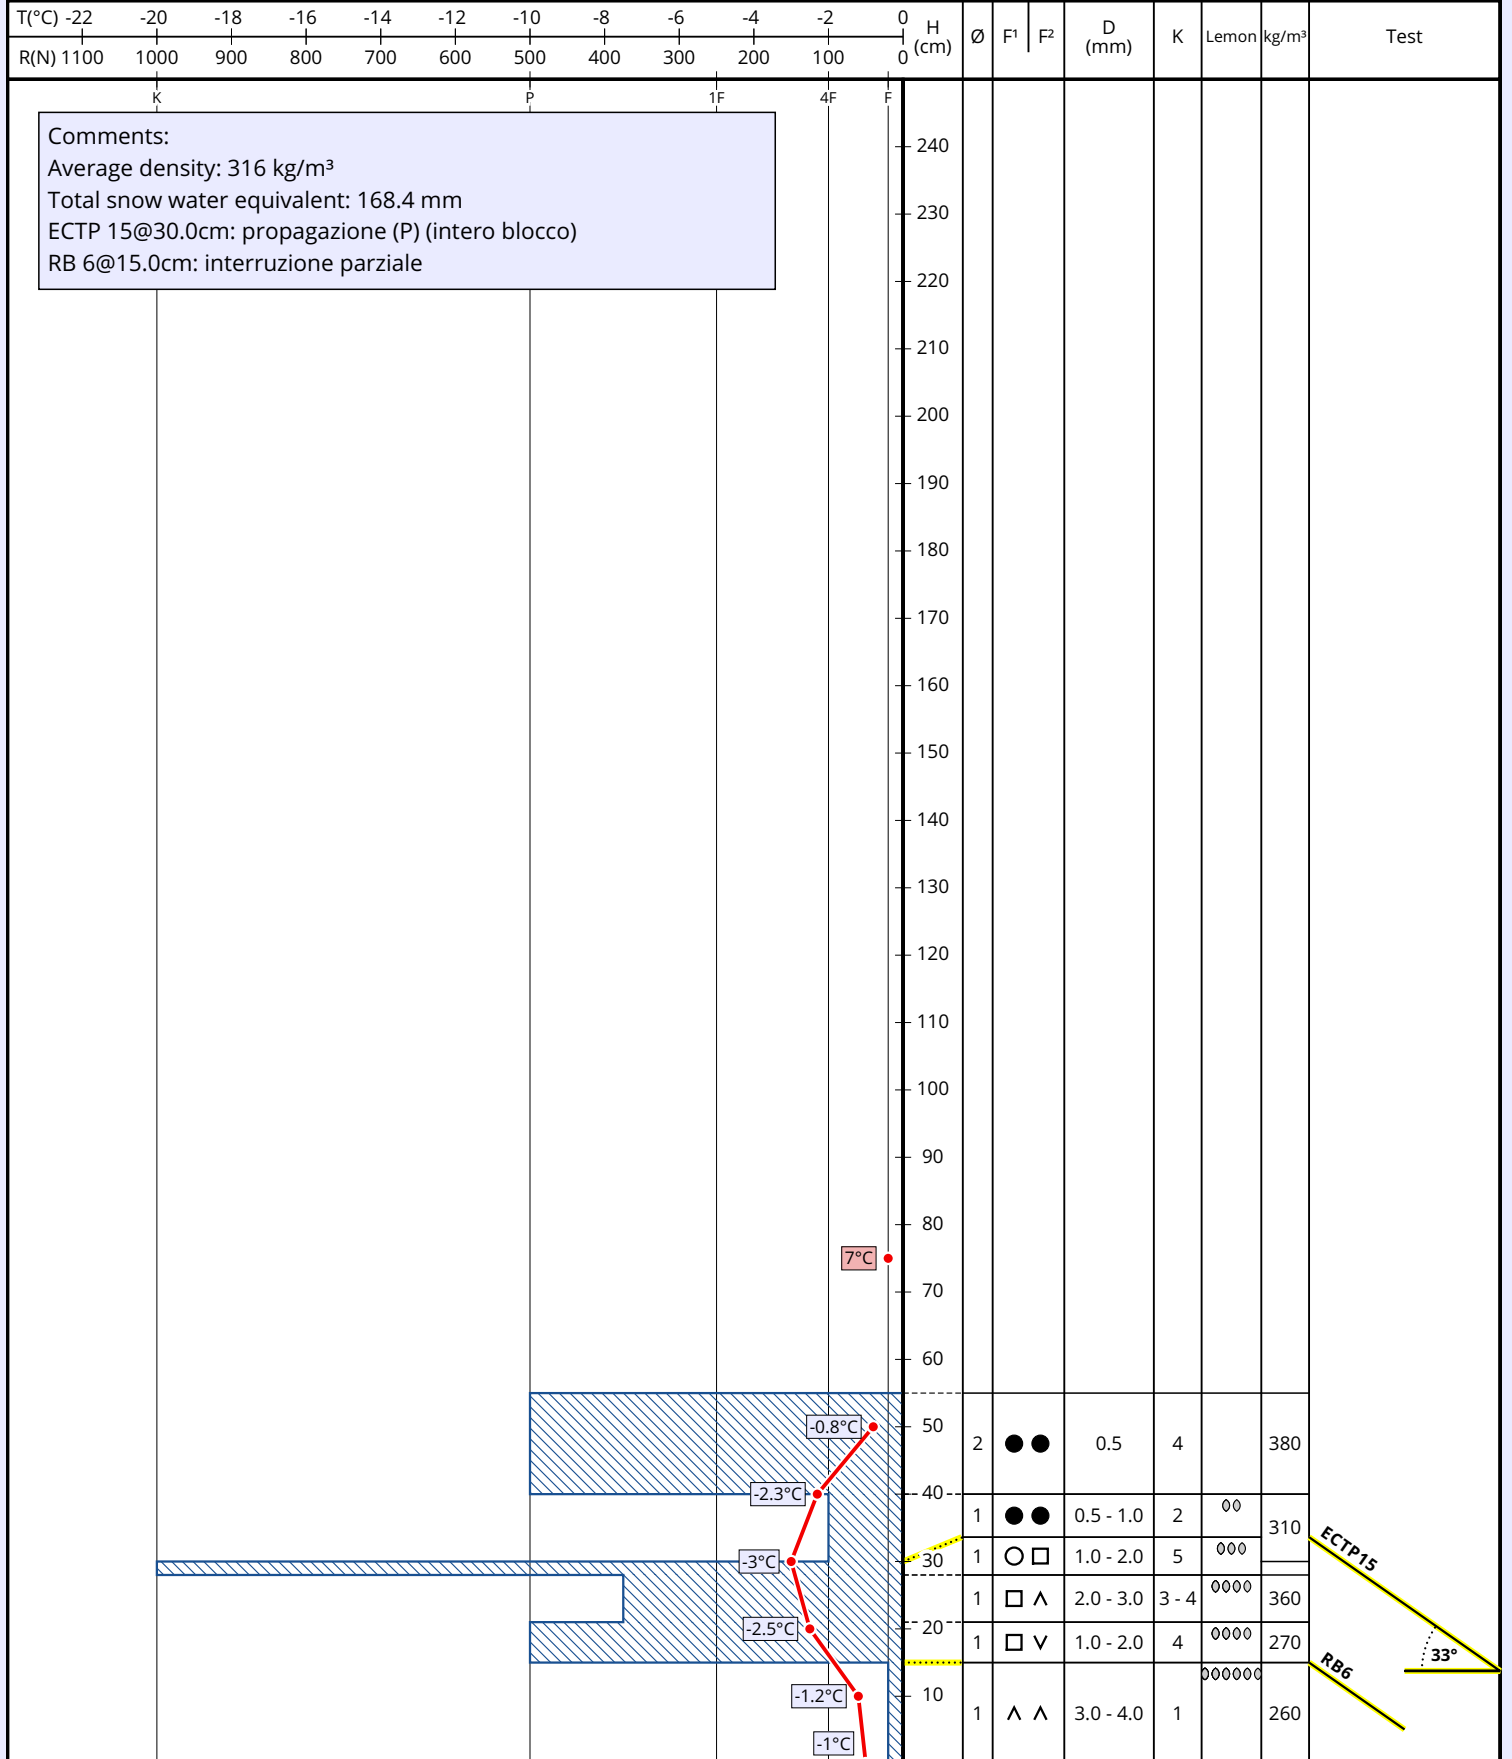 T(°C) -22 -20 -18 -16 -14 -12 -10 -8 -6 -4 -2 0
R(N) 1100 1000 900 800 700 600 500 400 300 200 100 0
H (cm) Ø F¹ F² D (mm) K Lemon kg/m³ Test
K P 1F 4F F
Comments:
Average density: 316 kg/m³
Total snow water equivalent: 168.4 mm
ECTP 15@30.0cm: propagazione (P) (intero blocco)
RB 6@15.0cm: interruzione parziale
240
230
220
210
200
190
180
170
160
150
140
130
120
110
100
90
80
7°C
70
60
-0.8°C 50
2 0.5 4 380
-2.3°C 40
1 0.5 - 1.0 2 310
ECTP15
-3°C 30
1 1.0 - 2.0 5
1 2.0 - 3.0 3 - 4 360
-2.5°C 20
1 1.0 - 2.0 4 270
33°
RB6
-1.2°C 10
1 3.0 - 4.0 1 260
-1°C